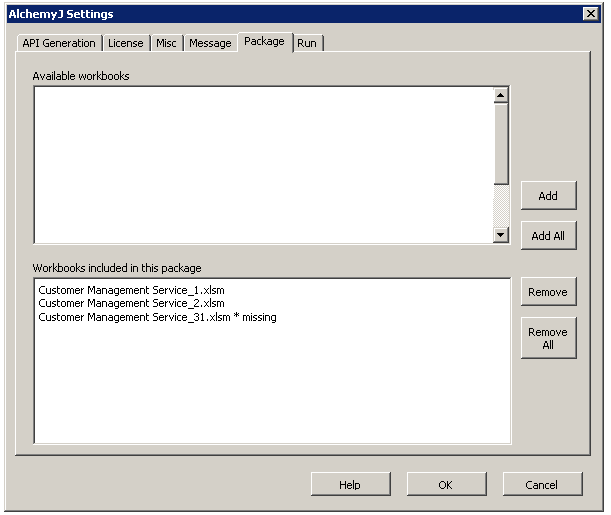 AlchemyJ Settings
API Generation License Misc Message Package Run
Available workbooks
Add
Add All
Workbooks included in this package
Customer Management Service_1.xlsm
Customer Management Service_2.xlsm
Customer Management Service_31.xlsm * missing
Remove
Remove
All
Help OK Cancel